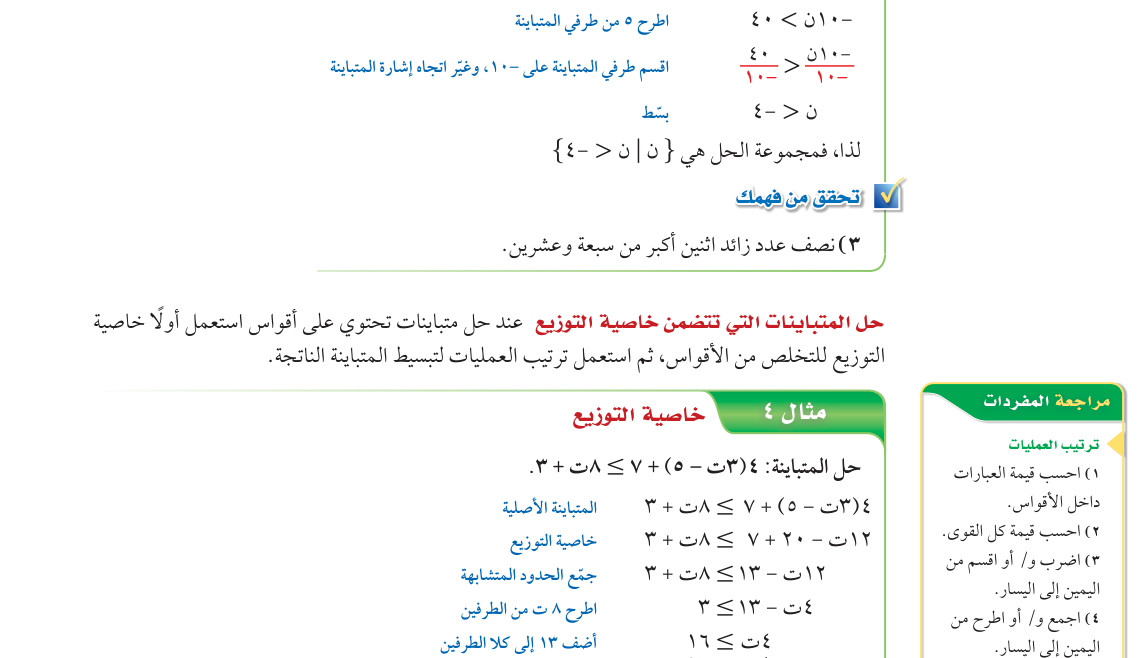 –١٠ن > ٤٠ اطرح ٥ من طرفي المتباينة
–١٠ن/–١٠ < ٤٠/–١٠ اقسم طرفي المتباينة على –١٠، وغيّر اتجاه إشارة المتباينة
ن < –٤ بسّط
لذا، فمجموعة الحل هي { ن | ن < –٤}
تحقق من فهمك
٣) نصف عدد زائد اثنين أكبر من سبعة وعشرين.
حل المتباينات التي تتضمن خاصية التوزيع عند حل متباينات تحتوي على أقواس استعمل أولًا خاصية
التوزيع للتخلص من الأقواس، ثم استعمل ترتيب العمليات لتبسيط المتباينة الناتجة.
مثال ٤ خاصية التوزيع
حل المتباينة: ٤(٣ت – ٥) + ٧ ≤ ٨ت + ٣.
٤(٣ت – ٥) + ٧ ≤ ٨ت + ٣ المتباينة الأصلية
١٢ت – ٢٠ + ٧ ≤ ٨ت + ٣ خاصية التوزيع
١٢ت – ١٣ ≤ ٨ت + ٣ جمّع الحدود المتشابهة
٤ت – ١٣ ≤ ٣ اطرح ٨ ت من الطرفين
٤ت ≤ ١٦ أضف ١٣ إلى كلا الطرفين
مراجعة المفردات
ترتيب العمليات
١) احسب قيمة العبارات
داخل الأقواس.
٢) احسب قيمة كل القوى.
٣) اضرب و/ أو اقسم من
اليمين إلى اليسار.
٤) اجمع و/ أو اطرح من
اليمين إلى اليسار.